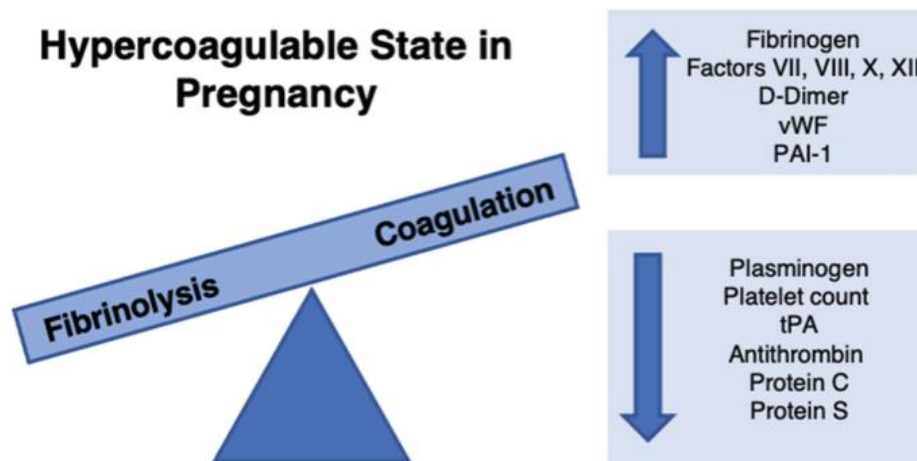 Hypercoagulable State in
Pregnancy
Coagulation
Fibrinolysis
Fibrinogen
Factors VII, VIII, X, XII
D-Dimer
vWF
PAI-1
Plasminogen
Platelet count
tPA
Antithrombin
Protein C
Protein S